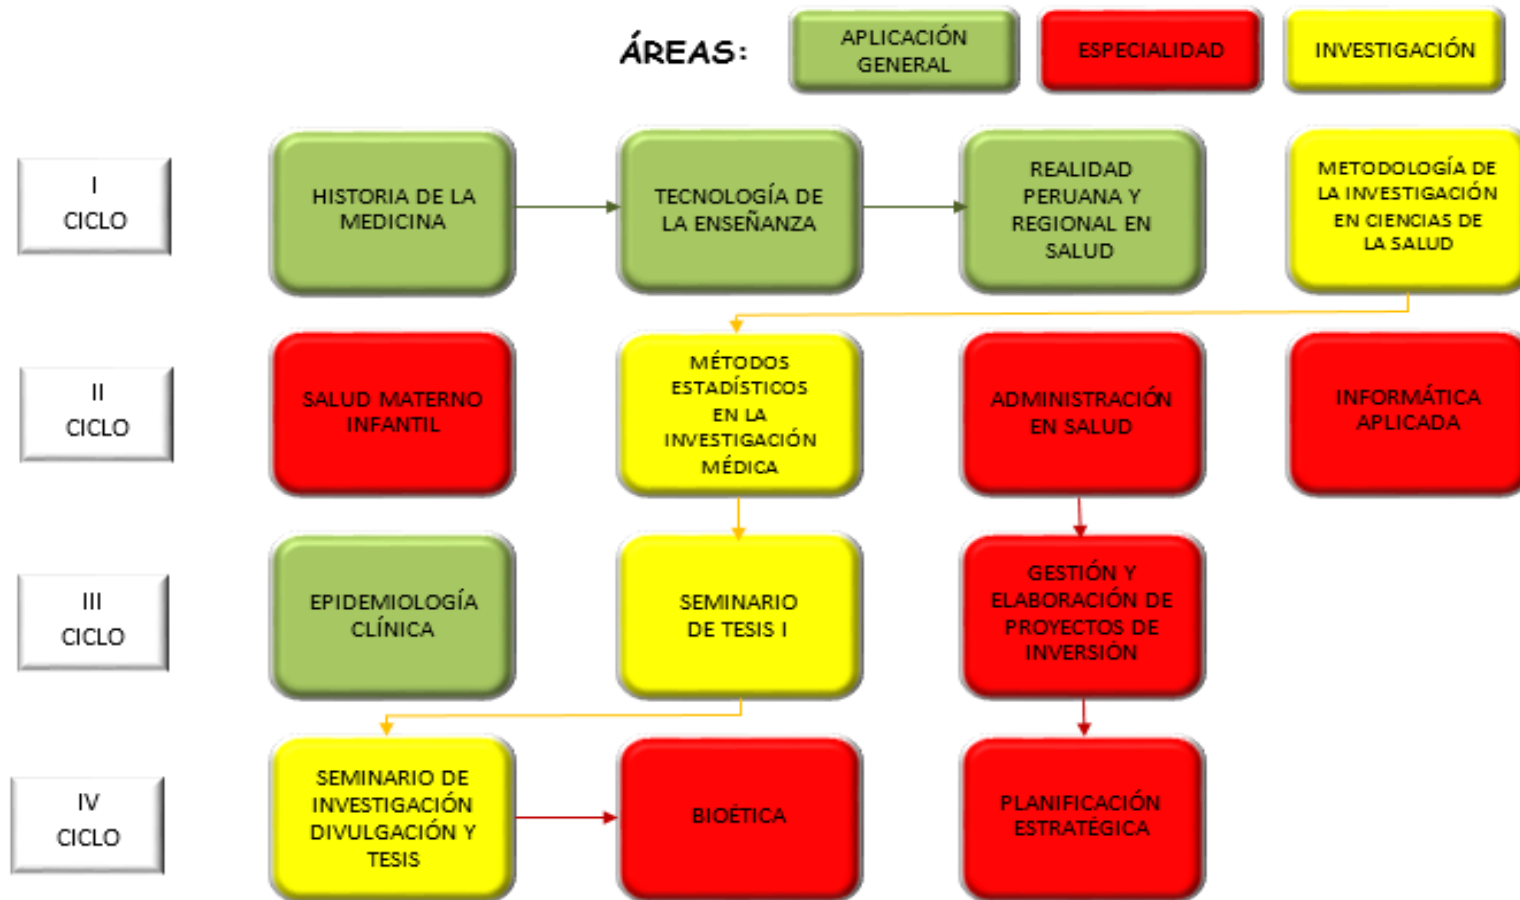 ÁREAS:
APLICACIÓN
GENERAL
ESPECIALIDAD
INVESTIGACIÓN
I
CICLO
HISTORIA DE LA
MEDICINA
TECNOLOGÍA DE
LA ENSEÑANZA
REALIDAD
PERUANA Y
REGIONAL EN
SALUD
METODOLOGÍA DE
LA INVESTIGACIÓN
EN CIENCIAS DE
LA SALUD
II
CICLO
SALUD MATERNO
INFANTIL
MÉTODOS
ESTADÍSTICOS
EN LA
INVESTIGACIÓN
MÉDICA
ADMINISTRACIÓN
EN SALUD
INFORMÁTICA
APLICADA
III
CICLO
EPIDEMIOLOGÍA
CLÍNICA
SEMINARIO
DE TESIS I
GESTIÓN Y
ELABORACIÓN DE
PROYECTOS DE
INVERSIÓN
IV
CICLO
SEMINARIO DE
INVESTIGACIÓN
DIVULGACIÓN Y
TESIS
BIOÉTICA
PLANIFICACIÓN
ESTRATÉGICA